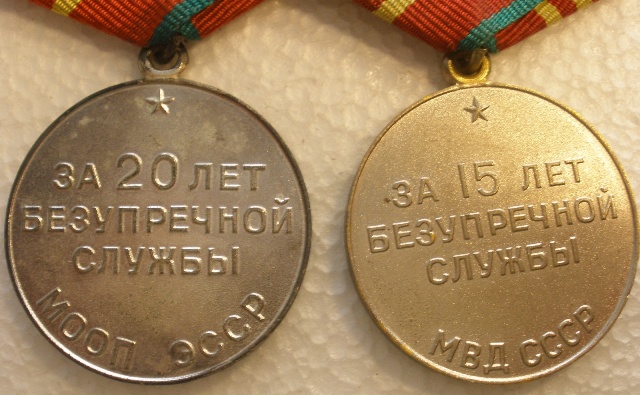 ЗА 20 ЛЕТ
БЕЗУПРЕЧНОЙ
СЛУЖБЫ
МООП ЭССР
ЗА 15 ЛЕТ
БЕЗУПРЕЧНОЙ
СЛУЖБЫ
МВД СССР